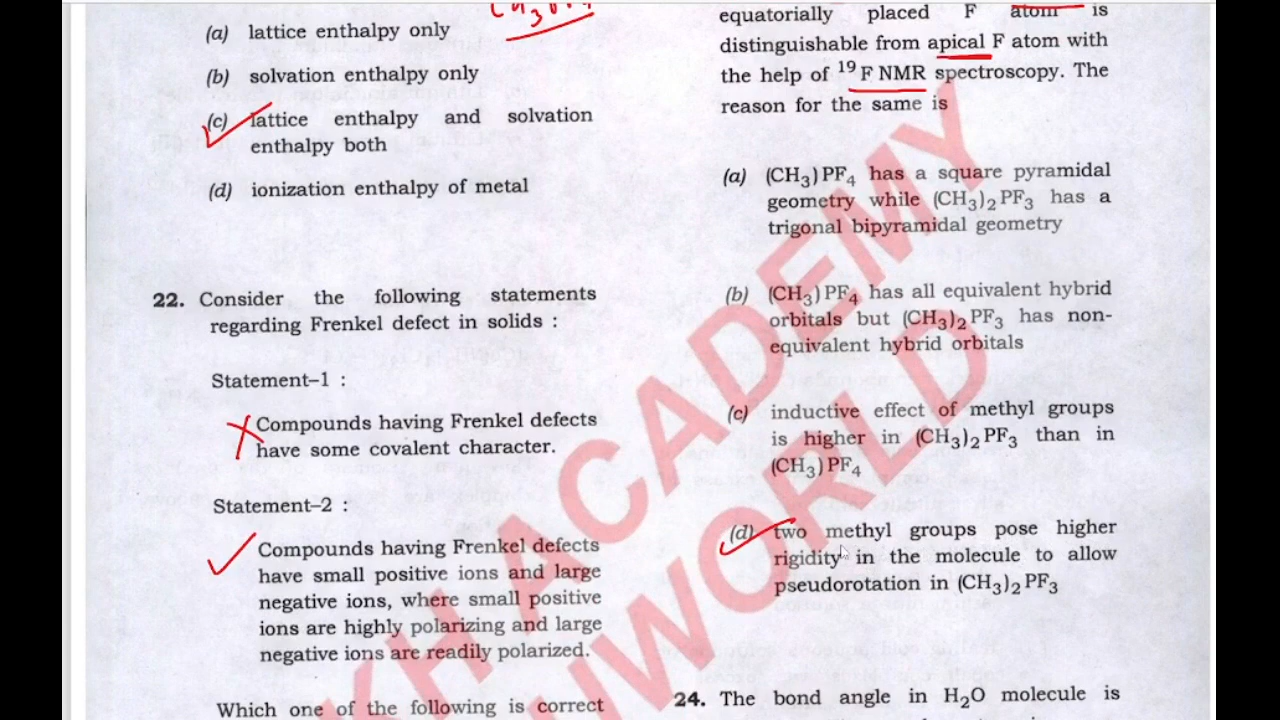 (a) lattice enthalpy only
(b) solvation enthalpy only
(c) lattice enthalpy and solvation
enthalpy both
(d) ionization enthalpy of metal
22. Consider the following statements
regarding Frenkel defect in solids :
Statement–1 :
Compounds having Frenkel defects
have some covalent character.
Statement–2 :
Compounds having Frenkel defects
have small positive ions and large
negative ions, where small positive
ions are highly polarizing and large
negative ions are readily polarized.
Which one of the following is correct
equatorially placed F atom is
distinguishable from apical F atom with
the help of ¹⁹F NMR spectroscopy. The
reason for the same is
(a) (CH₃)PF₄ has a square pyramidal
geometry while (CH₃)₂PF₃ has a
trigonal bipyramidal geometry
(b) (CH₃)PF₄ has all equivalent hybrid
orbitals but (CH₃)₂PF₃ has non-
equivalent hybrid orbitals
(c) inductive effect of methyl groups
is higher in (CH₃)₂PF₃ than in
(CH₃)PF₄
(d) two methyl groups pose higher
rigidity in the molecule to allow
pseudorotation in (CH₃)₂PF₃
24. The bond angle in H₂O molecule is
KH ACADEMY
UWORLD